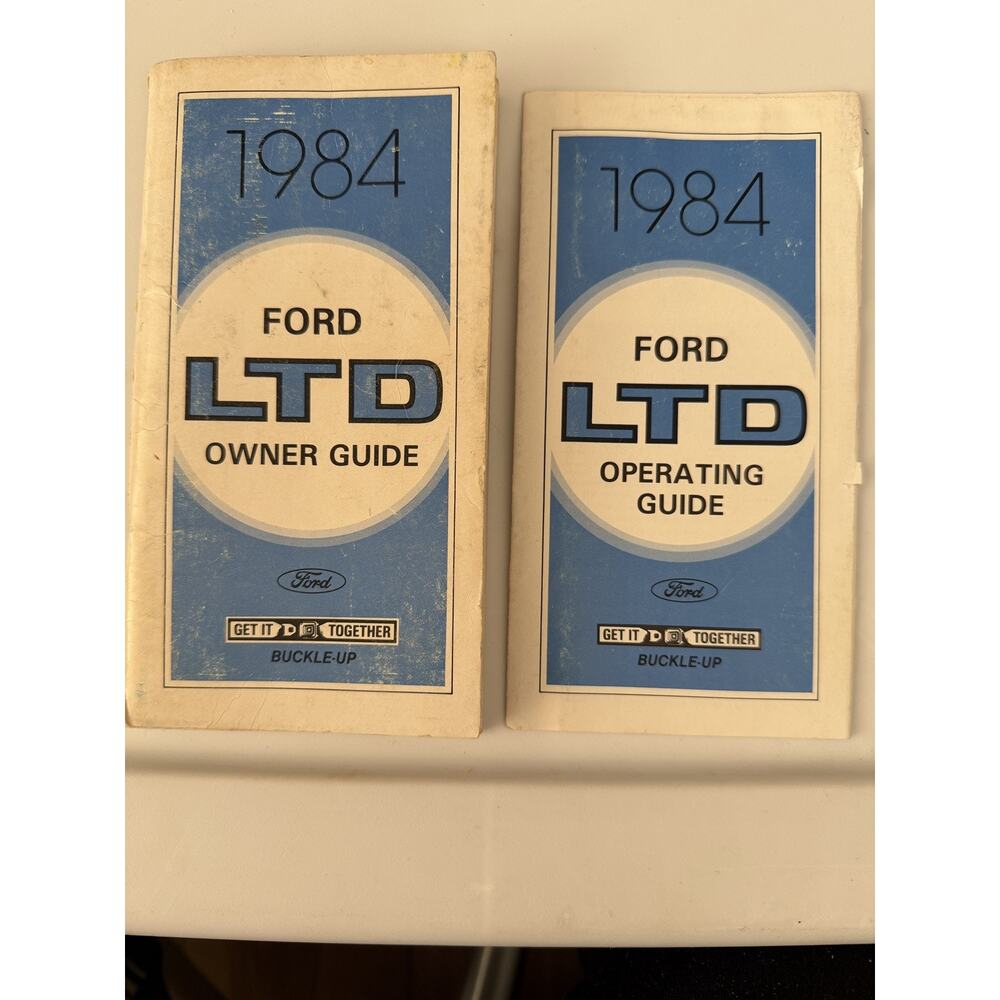 1984
FORD
LTD
OWNER GUIDE
Ford
GET IT TOGETHER
BUCKLE-UP
1984
FORD
LTD
OPERATING
GUIDE
Ford
GET IT TOGETHER
BUCKLE-UP